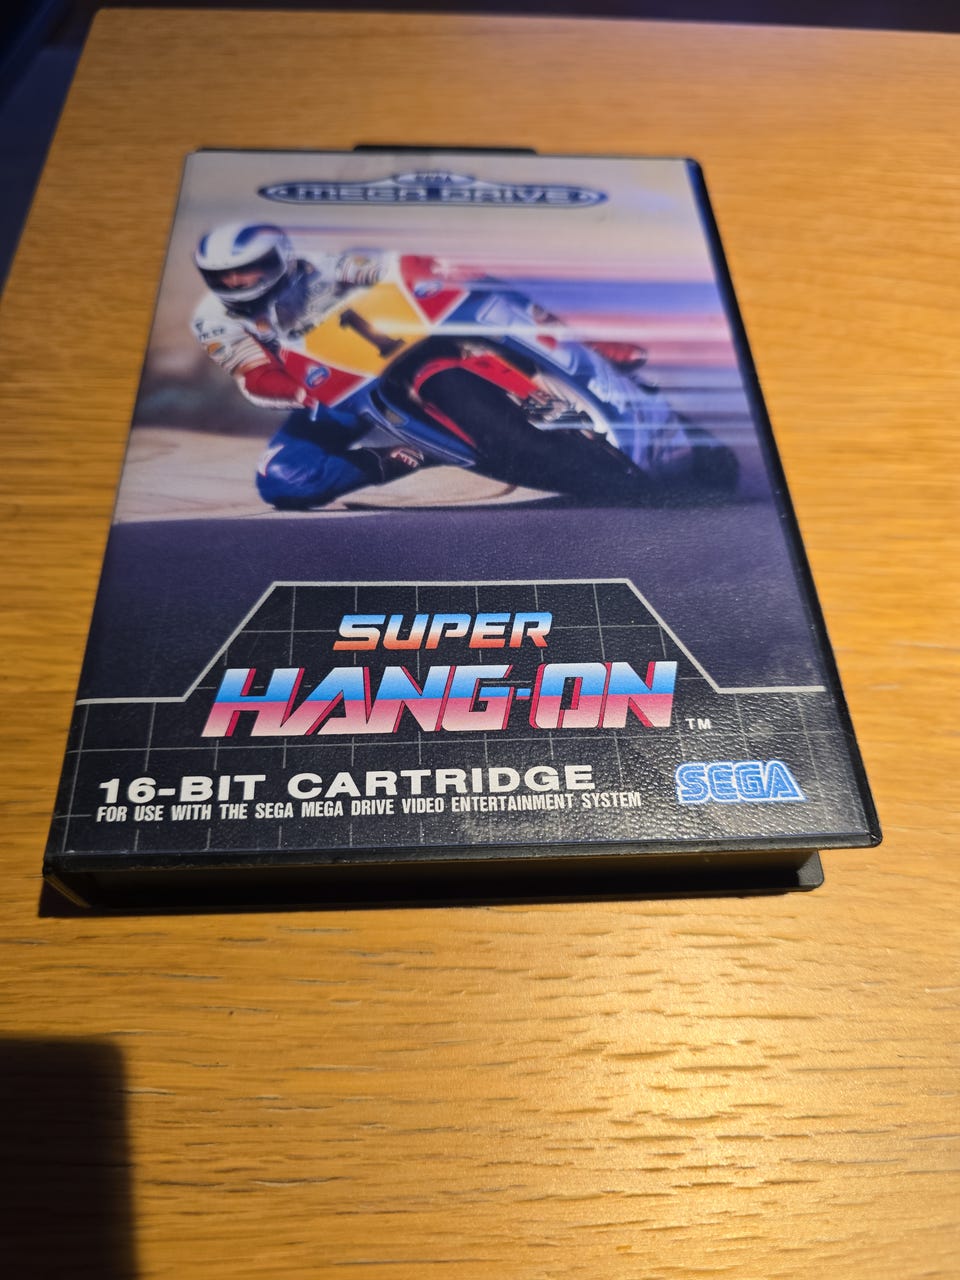 MEGA DRIVE
1
SUPER
HANG-ON
TM
16-BIT CARTRIDGE
FOR USE WITH THE SEGA MEGA DRIVE VIDEO ENTERTAINMENT SYSTEM
SEGA